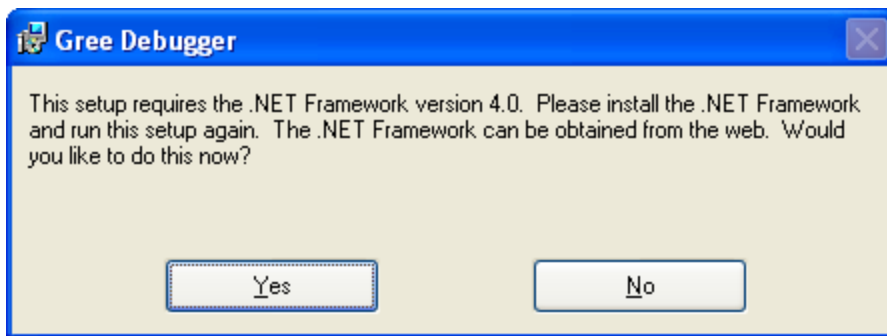 Gree Debugger
This setup requires the .NET Framework version 4.0.  Please install the .NET Framework
and run this setup again.  The .NET Framework can be obtained from the web.  Would
you like to do this now?
Yes No